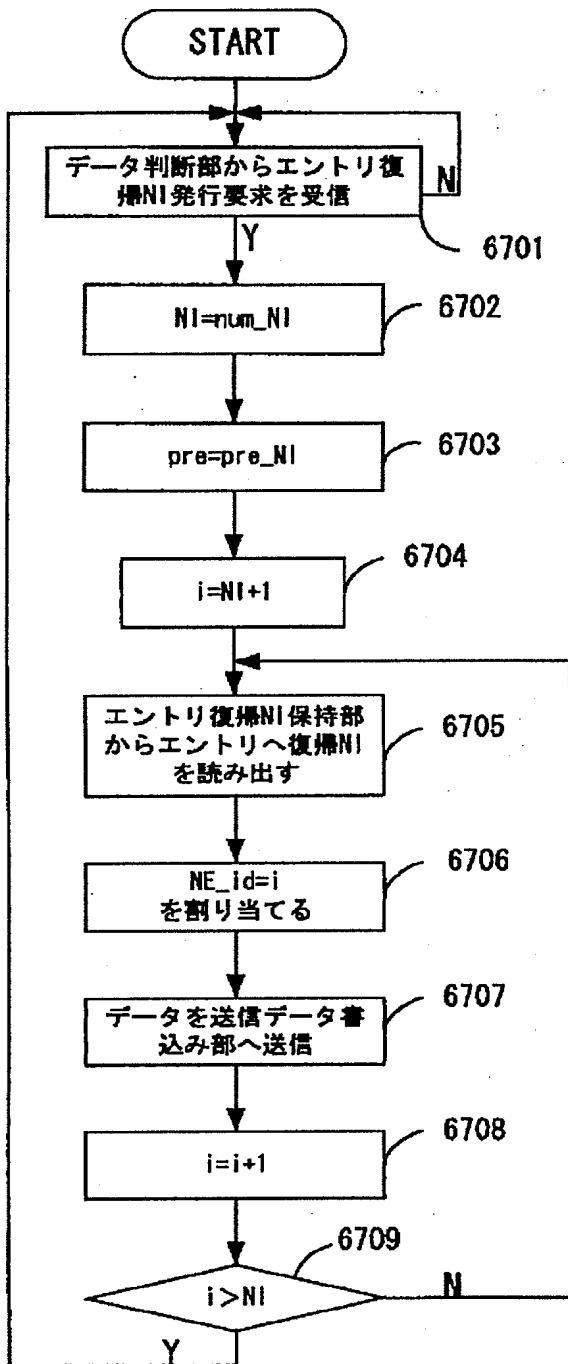 START
データ判断部からエントリ復
帰NI発行要求を受信
N
6701
Y
NI=num_NI
6702
pre=pre_NI
6703
i=NI+1
6704
エントリ復帰NI保持部
からエントリへ復帰NI
を読み出す
6705
NE_id=i
を割り当てる
6706
データを送信データ書
込み部へ送信
6707
i=i+1
6708
6709
i>NI
N
Y